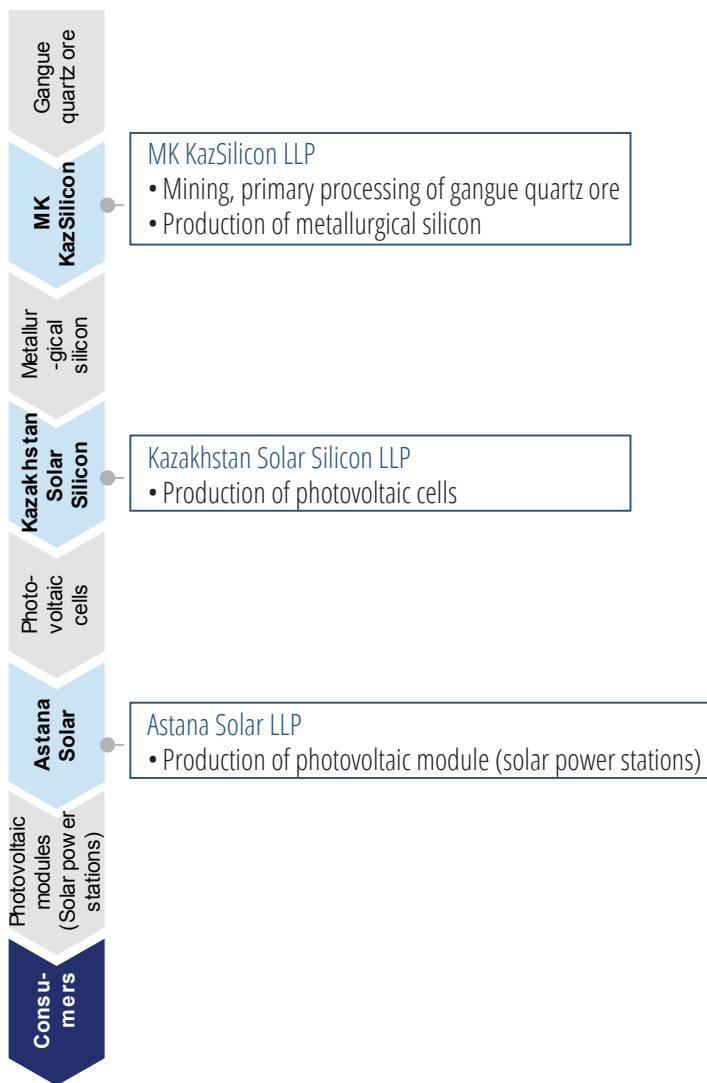 Gangue
quartz ore
MK
KazSilicon
MK KazSilicon LLP
• Mining, primary processing of gangue quartz ore
• Production of metallurgical silicon
Metallur
-gical
silicon
Kazakhstan
Solar
Silicon
Kazakhstan Solar Silicon LLP
• Production of photovoltaic cells
Photo-
voltaic
cells
Astana
Solar
Astana Solar LLP
• Production of photovoltaic module (solar power stations)
Photovoltaic
modules
(Solar power
stations)
Consu-
mers